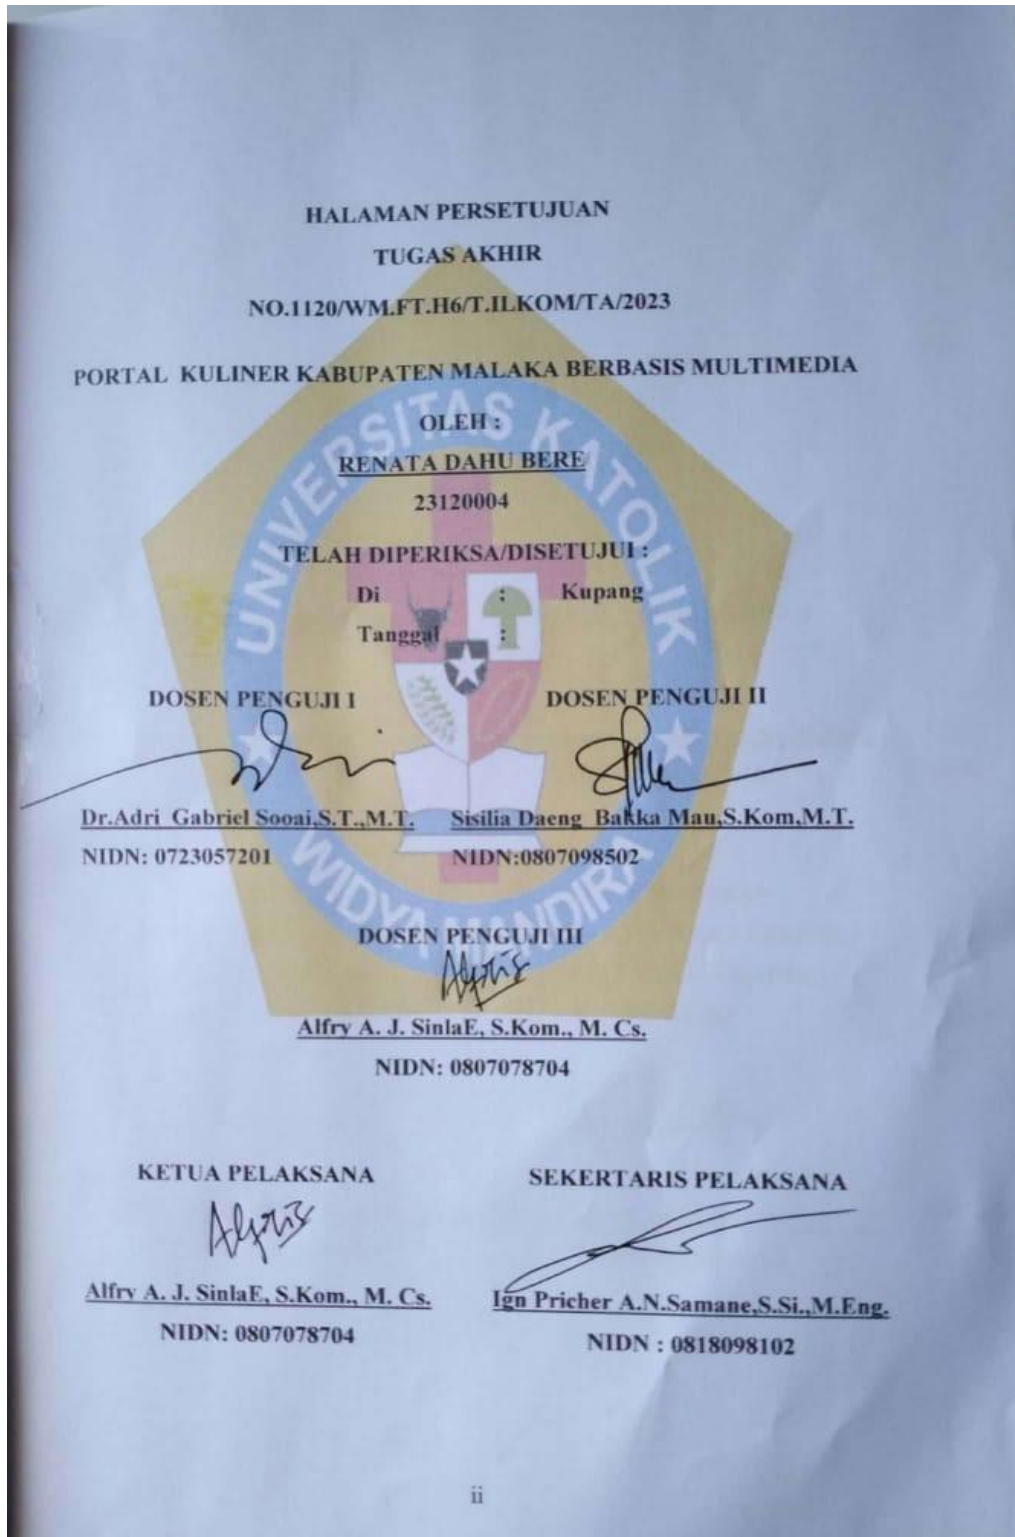 HALAMAN PERSETUJUAN
TUGAS AKHIR
NO.1120/WM.FT.H6/T.ILKOM/TA/2023
PORTAL KULINER KABUPATEN MALAKA BERBASIS MULTIMEDIA
OLEH :
RENATA DAHU BERE
23120004
TELAH DIPERIKSA/DISETUJUI :
Di : Kupang
Tanggal :
DOSEN PENGUJI I DOSEN PENGUJI II
Dr.Adri Gabriel Sooai,S.T.,M.T. Sisilia Daeng Bakka Mau,S.Kom,M.T.
NIDN: 0723057201 NIDN:0807098502
DOSEN PENGUJI III
Alfry A. J. SinlaE, S.Kom., M. Cs.
NIDN: 0807078704
KETUA PELAKSANA SEKERTARIS PELAKSANA
Alfry A. J. SinlaE, S.Kom., M. Cs. Ign Pricher A.N.Samane,S.Si.,M.Eng.
NIDN: 0807078704 NIDN : 0818098102
ii
UNIVERSITAS KATOLIK
WIDYA MANDIRA